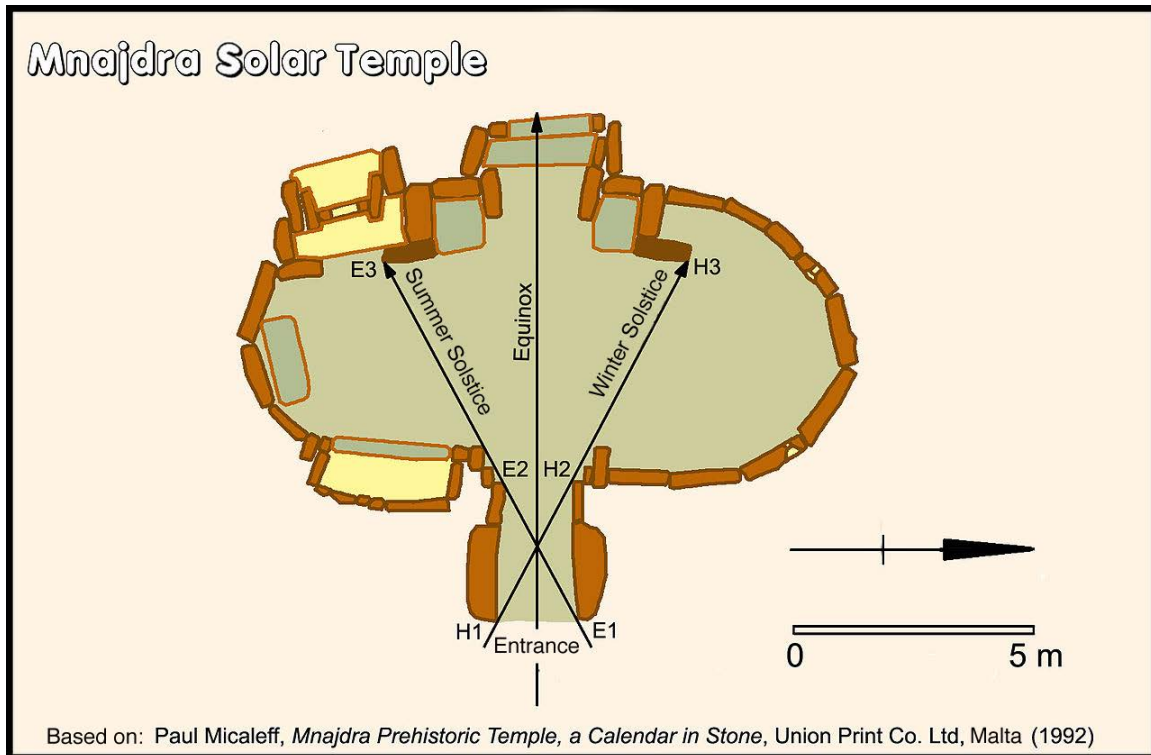 Mnajdra Solar Temple
E3
H3
Summer Solstice
Equinox
Winter Solstice
E2
H2
H1
E1
Entrance
0
5 m
Based on: Paul Micaleff, Mnajdra Prehistoric Temple, a Calendar in Stone, Union Print Co. Ltd, Malta (1992)